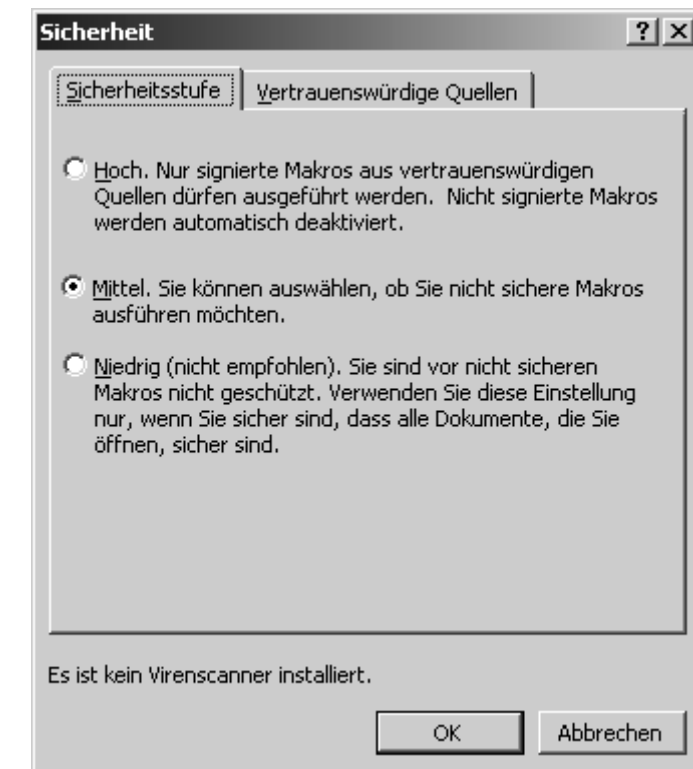 Sicherheit
Sicherheitsstufe
Vertrauenswürdige Quellen
Hoch. Nur signierte Makros aus vertrauenswürdigen
Quellen dürfen ausgeführt werden.  Nicht signierte Makros
werden automatisch deaktiviert.
Mittel. Sie können auswählen, ob Sie nicht sichere Makros
ausführen möchten.
Niedrig (nicht empfohlen). Sie sind vor nicht sicheren
Makros nicht geschützt. Verwenden Sie diese Einstellung
nur, wenn Sie sicher sind, dass alle Dokumente, die Sie
öffnen, sicher sind.
Es ist kein Virenscanner installiert.
OK
Abbrechen